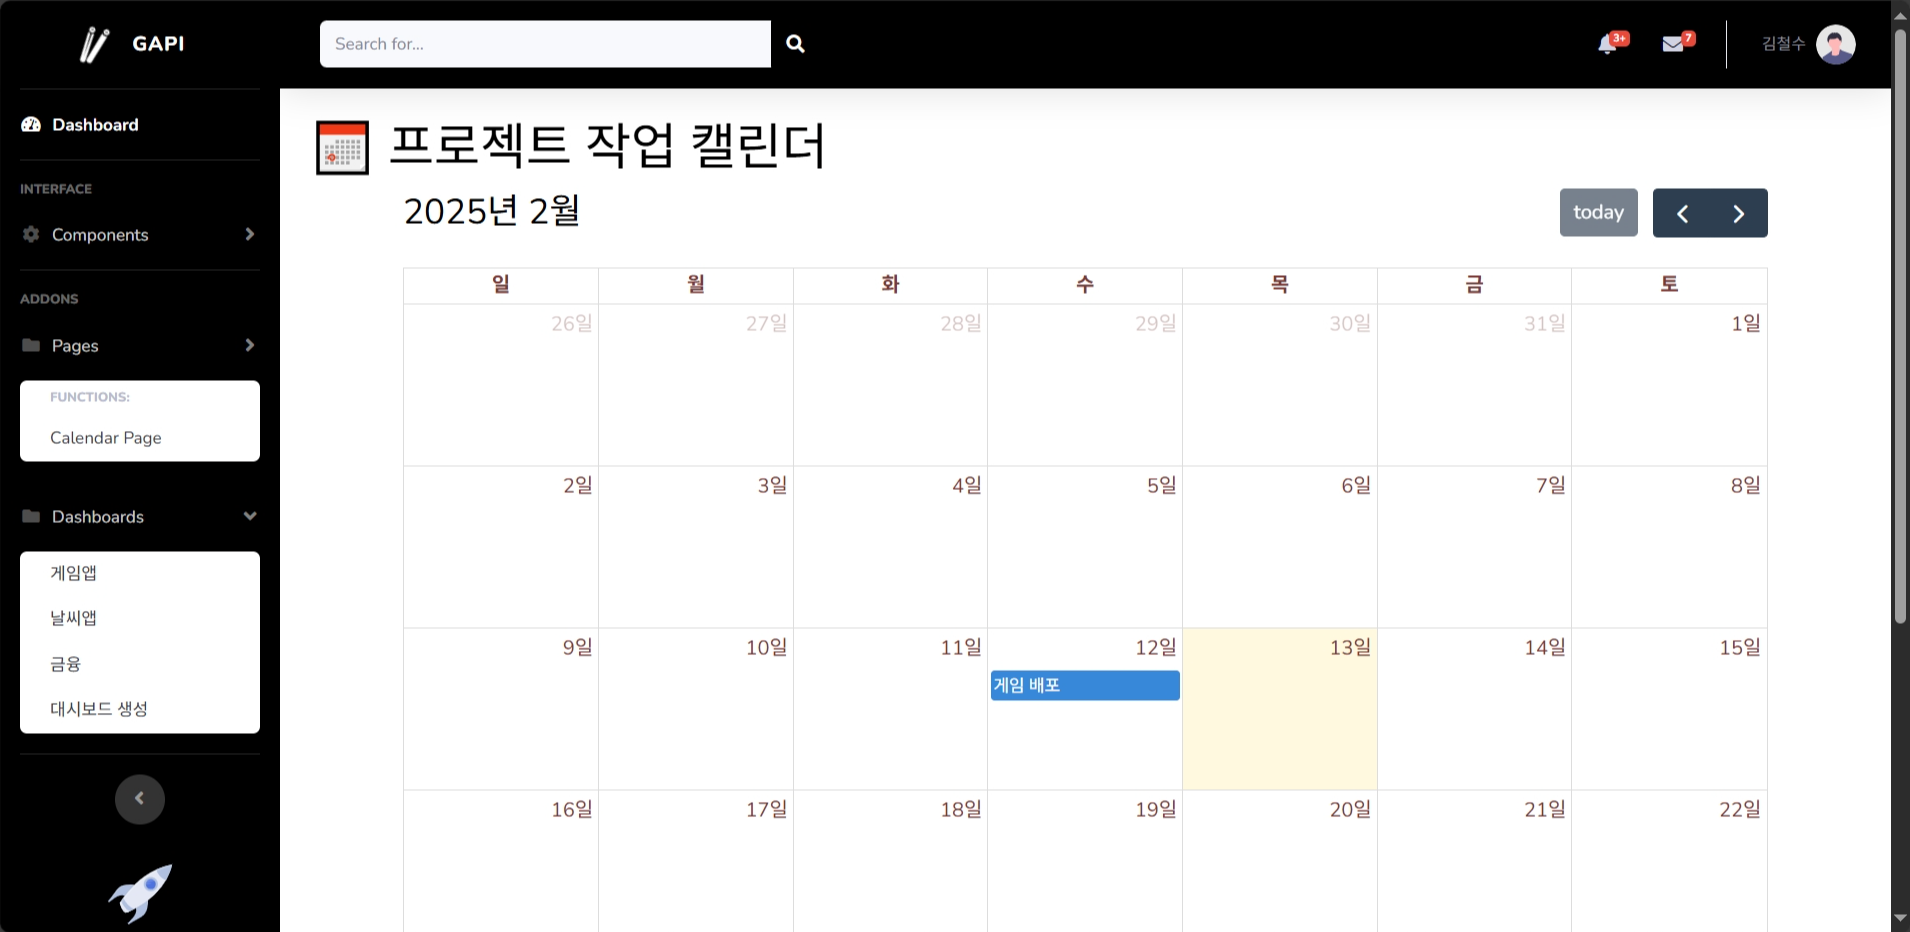 GAPI
Search for...
3+
7
김철수
Dashboard
INTERFACE
Components
ADDONS
Pages
FUNCTIONS:
Calendar Page
Dashboards
게임앱
날씨앱
금융
대시보드 생성
프로젝트 작업 캘린더
2025년 2월
today
일 월 화 수 목 금 토
26일 27일 28일 29일 30일 31일 1일
2일 3일 4일 5일 6일 7일 8일
9일 10일 11일 12일 13일 14일 15일
게임 배포
16일 17일 18일 19일 20일 21일 22일